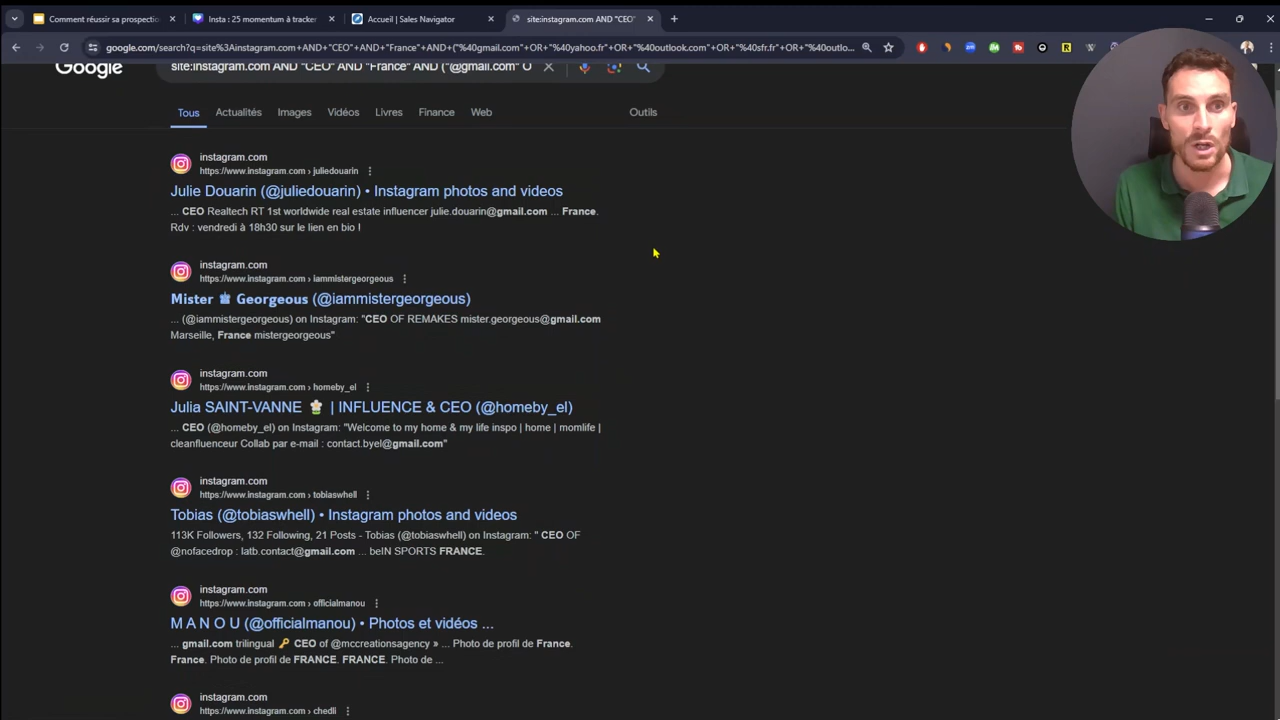 Comment réussir sa prospectio
Insta : 25 momentum à tracker
Accueil | Sales Navigator
site:instagram.com AND "CEO"
google.com/search?q=site%3Ainstagram.com+AND+"CEO"+AND+"France"+AND+("%40gmail.com"+OR+"%40yahoo.fr"+OR+"%40outlook.com"+OR+"%40sfr.fr"+OR+"%40outlo...
Google
site:instagram.com AND "CEO" AND "France" AND ("@gmail.com" O
Tous
Actualités
Images
Vidéos
Livres
Finance
Web
Outils
instagram.com
https://www.instagram.com › juliedouarin
Julie Douarin (@juliedouarin) • Instagram photos and videos
... CEO Realtech RT 1st worldwide real estate influencer julie.douarin@gmail.com ... France.
Rdv : vendredi à 18h30 sur le lien en bio !
instagram.com
https://www.instagram.com › iammistergeorgeous
Mister Georgeous (@iammistergeorgeous)
... (@iammistergeorgeous) on Instagram: "CEO OF REMAKES mister.georgeous@gmail.com
Marseille, France mistergeorgeous"
instagram.com
https://www.instagram.com › homeby_el
Julia SAINT-VANNE | INFLUENCE & CEO (@homeby_el)
... CEO (@homeby_el) on Instagram: "Welcome to my home & my life inspo | home | momlife |
cleanfluenceur Collab par e-mail : contact.byel@gmail.com"
instagram.com
https://www.instagram.com › tobiaswhell
Tobias (@tobiaswhell) • Instagram photos and videos
113K Followers, 132 Following, 21 Posts - Tobias (@tobiaswhell) on Instagram: " CEO OF
@nofacedrop : latb.contact@gmail.com ... beIN SPORTS FRANCE.
instagram.com
https://www.instagram.com › officialmanou
M A N O U (@officialmanou) • Photos et vidéos ...
... gmail.com trilingual 🔑 CEO of @mccreationsagency » ... Photo de profil de France.
France. Photo de profil de FRANCE. FRANCE. Photo de ...
instagram.com
https://www.instagram.com › chedli